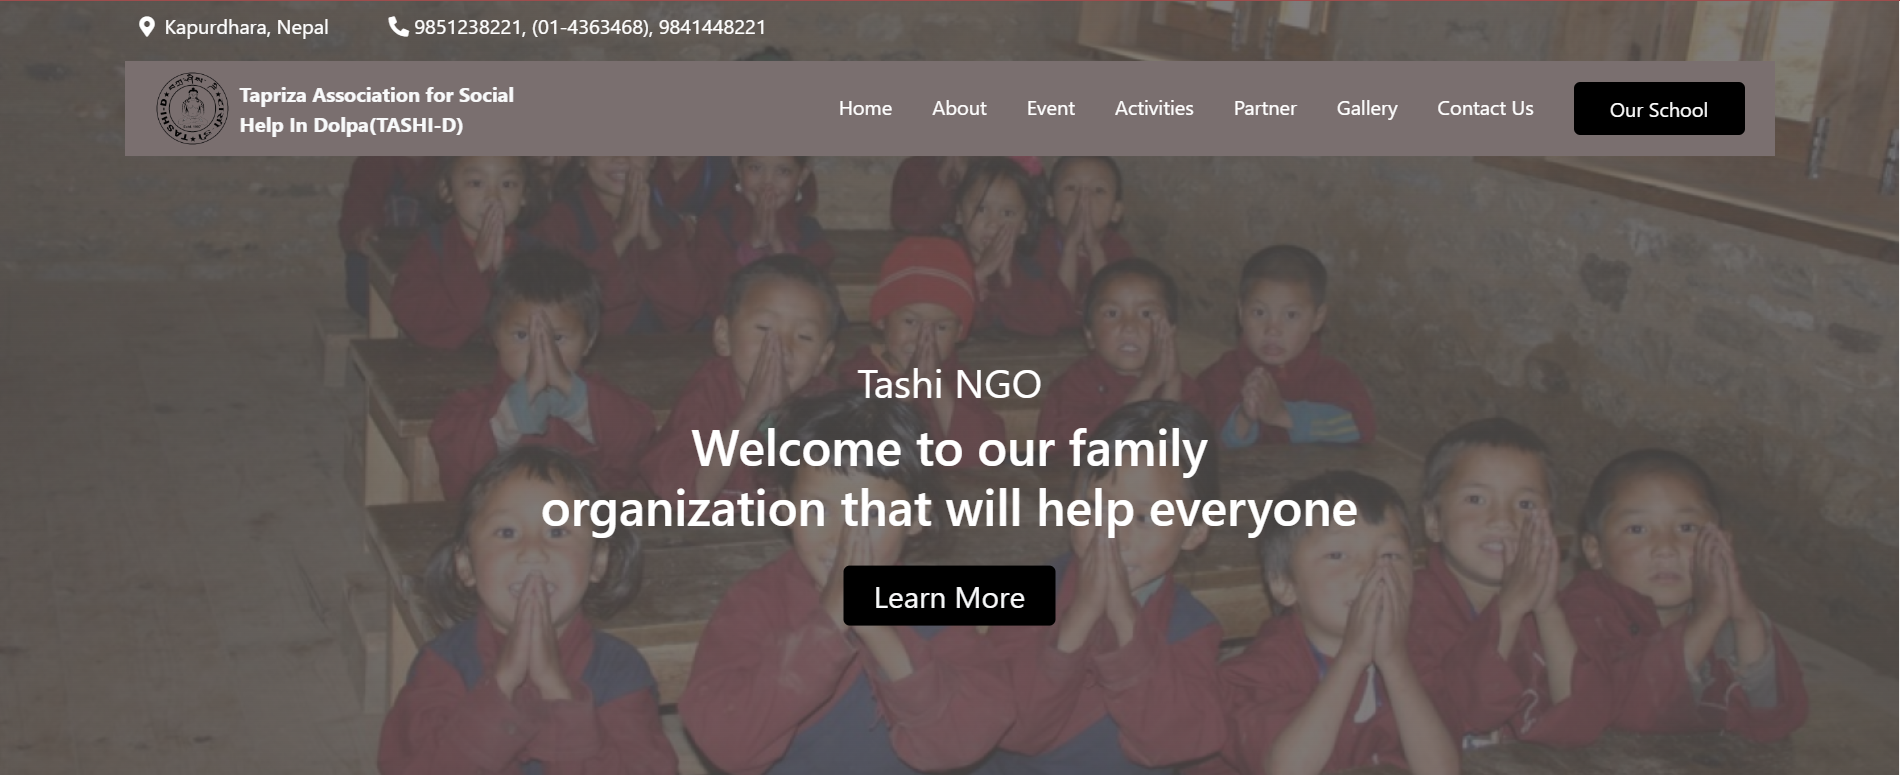 Kapurdhara, Nepal
9851238221, (01-4363468), 9841448221
Tapriza Association for Social
Help In Dolpa(TASHI-D)
Home
About
Event
Activities
Partner
Gallery
Contact Us
Our School
TASHI-D
Tashi NGO
Welcome to our family
organization that will help everyone
Learn More